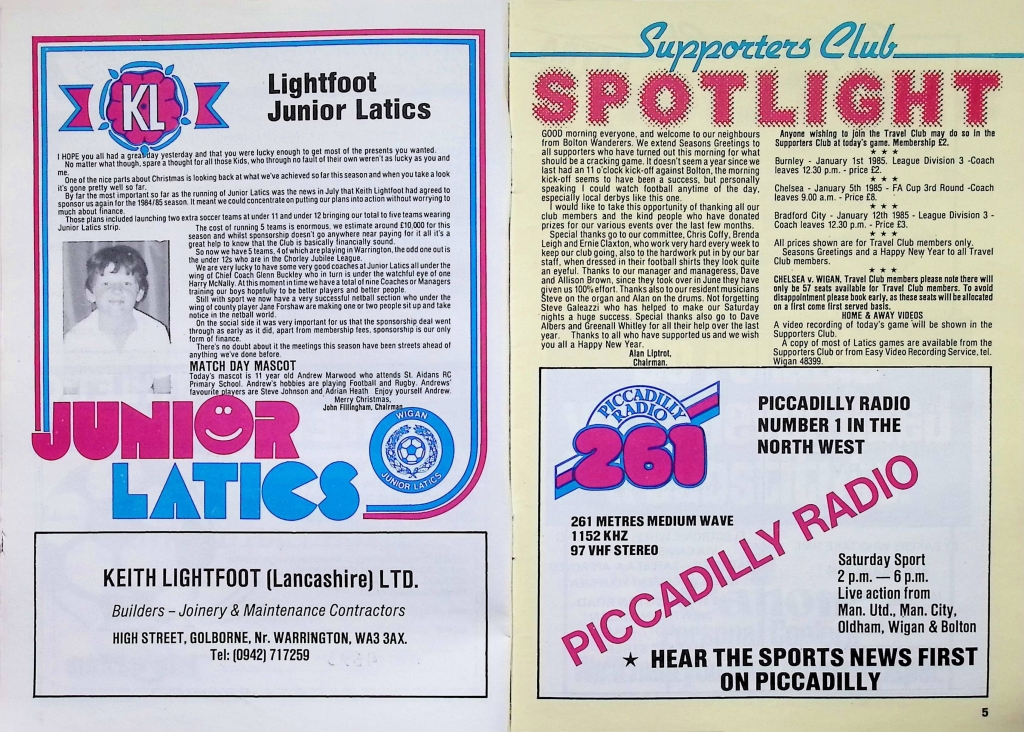 KL
Lightfoot
Junior Latics
I HOPE you all had a great day yesterday and that you were lucky enough to get most of the presents you wanted.
No matter what though, spare a thought for all those Kids, who through no fault of their own weren't as lucky as you and
me.
One of the nice parts about Christmas is looking back at what we've achieved so far this season and when you take a look
it's gone pretty well so far.
By far the most important so far as the running of Junior Latics was the news in July that Keith Lightfoot had agreed to
sponsor us again for the 1984/85 season. It meant we could concentrate on putting our plans into action without worrying to
much about finance.
Those plans included launching two extra soccer teams at under 11 and under 12 bringing our total to five teams wearing
Junior Latics strip.
The cost of running 5 teams is enormous, we estimate around £10,000 for this
season and whilst sponsorship doesn't go anywhere near paying for it all it's a
great help to know that the Club is basically financially sound.
So now we have 5 teams, 4 of which are playing in Warrington, the odd one out is
the under 12s who are in the Chorley Jubilee League.
We are very lucky to have some very good coaches at Junior Latics all under the
wing of Chief Coach Glenn Buckley who in turn is under the watchful eye of one
Harry McNally. At this moment in time we have a total of nine Coaches or Managers
training our boys hopefully to be better players and better people.
Still with sport we now have a very successful netball section who under the
wing of county player Jane Forshaw are making one or two people sit up and take
notice in the netball world.
On the social side it was very important for us that the sponsorship deal went
through as early as it did, apart from membership fees, sponsorship is our only
form of finance.
There's no doubt about it the meetings this season have been streets ahead of
anything we've done before.
MATCH DAY MASCOT
Today's mascot is 11 year old Andrew Marwood who attends St. Aidans RC
Primary School. Andrew's hobbies are playing Football and Rugby. Andrews'
favourite players are Steve Johnson and Adrian Heath Enjoy yourself Andrew.
Merry Christmas,
John Fillingham, Chairman.
JUNIOR
LATICS
WIGAN
JUNIOR LATICS
KEITH LIGHTFOOT (Lancashire) LTD.
Builders – Joinery & Maintenance Contractors
HIGH STREET, GOLBORNE, Nr. WARRINGTON, WA3 3AX.
Tel: (0942) 717259
Supporters Club
SPOTLIGHT
GOOD morning everyone, and welcome to our neighbours
from Bolton Wanderers. We extend Seasons Greetings to
all supporters who have turned out this morning for what
should be a cracking game. It doesn't seem a year since we
last had an 11 o'clock kick-off against Bolton, the morning
kick-off seems to have been a success, but personally
speaking I could watch football anytime of the day,
especially local derbys like this one.
I would like to take this opportunity of thanking all our
club members and the kind people who have donated
prizes for our various events over the last few months.
Special thanks go to our committee, Chris Coffy, Brenda
Leigh and Ernie Claxton, who work very hard every week to
keep our club going, also to the hardwork put in by our bar
staff, when dressed in their football shirts they look quite
an eyeful. Thanks to our manager and manageress, Dave
and Allison Brown, since they took over in June they have
given us 100% effort. Thanks also to our resident musicians
Steve on the organ and Alan on the drums. Not forgetting
Steve Galeazzi who has helped to make our Saturday
nights a huge success. Special thanks also go to Dave
Albers and Greenall Whitley for all their help over the last
year. Thanks to all who have supported us and we wish
you all a Happy New Year.
Alan Liptrot,
Chairman.
Anyone wishing to join the Travel Club may do so in the
Supporters Club at today's game. Membership £2.
★ ★ ★
Burnley - January 1st 1985. League Division 3 -Coach
leaves 12.30 p.m. - price £2.
★ ★ ★
Chelsea - January 5th 1985 - FA Cup 3rd Round -Coach
leaves 9.00 a.m. - Price £8.
★ ★ ★
Bradford City - January 12th 1985 - League Division 3 -
Coach leaves 12.30 p.m. - Price £3.
★ ★ ★
All prices shown are for Travel Club members only.
Seasons Greetings and a Happy New Year to all Travel
Club members.
★ ★ ★
CHELSEA v. WIGAN, Travel Club members please note there will
only be 57 seats available for Travel Club members. To avoid
disappointment please book early, as these seats will be allocated
on a first come first served basis.
HOME & AWAY VIDEOS
A video recording of today's game will be shown in the
Supporters Club.
A copy of most of Latics games are available from the
Supporters Club or from Easy Video Recording Service, tel.
Wigan 48399.
PICCADILLY
RADIO
261
PICCADILLY RADIO
NUMBER 1 IN THE
NORTH WEST
261 METRES MEDIUM WAVE
1152 KHZ
97 VHF STEREO
PICCADILLY RADIO
Saturday Sport
2 p.m. — 6 p.m.
Live action from
Man. Utd., Man. City,
Oldham, Wigan & Bolton
★ HEAR THE SPORTS NEWS FIRST
ON PICCADILLY
5